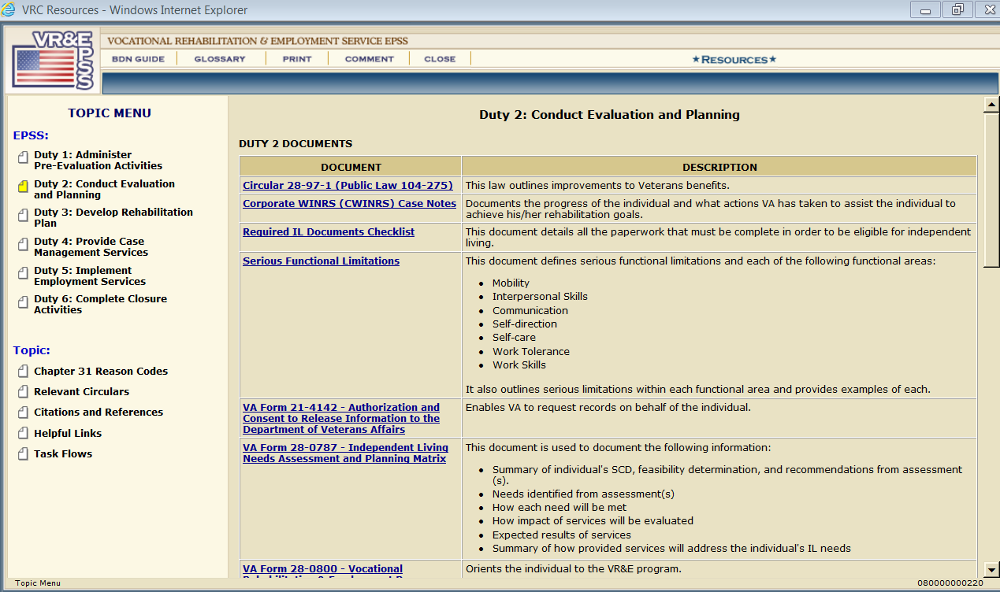 VRC Resources - Windows Internet Explorer
VR&E
EPSS
VOCATIONAL REHABILITATION & EMPLOYMENT SERVICE EPSS
BDN GUIDE GLOSSARY PRINT COMMENT CLOSE ★RESOURCES★
TOPIC MENU
EPSS:
Duty 1: Administer
Pre-Evaluation Activities
Duty 2: Conduct Evaluation
and Planning
Duty 3: Develop Rehabilitation
Plan
Duty 4: Provide Case
Management Services
Duty 5: Implement
Employment Services
Duty 6: Complete Closure
Activities
Topic:
Chapter 31 Reason Codes
Relevant Circulars
Citations and References
Helpful Links
Task Flows
Duty 2: Conduct Evaluation and Planning
DUTY 2 DOCUMENTS
DOCUMENT DESCRIPTION
Circular 28-97-1 (Public Law 104-275) This law outlines improvements to Veterans benefits.
Corporate WINRS (CWINRS) Case Notes Documents the progress of the individual and what actions VA has taken to assist the individual to
achieve his/her rehabilitation goals.
Required IL Documents Checklist This document details all the paperwork that must be complete in order to be eligible for independent
living.
Serious Functional Limitations This document defines serious functional limitations and each of the following functional areas:
• Mobility
• Interpersonal Skills
• Communication
• Self-direction
• Self-care
• Work Tolerance
• Work Skills
It also outlines serious limitations within each functional area and provides examples of each.
VA Form 21-4142 - Authorization and Enables VA to request records on behalf of the individual.
Consent to Release Information to the
Department of Veterans Affairs
VA Form 28-0787 - Independent Living This document is used to document the following information:
Needs Assessment and Planning Matrix
• Summary of individual's SCD, feasibility determination, and recommendations from assessment
(s).
• Needs identified from assessment(s)
• How each need will be met
• How impact of services will be evaluated
• Expected results of services
• Summary of how provided services will address the individual's IL needs
VA Form 28-0800 - Vocational Orients the individual to the VR&E program.
Topic Menu 080000000220